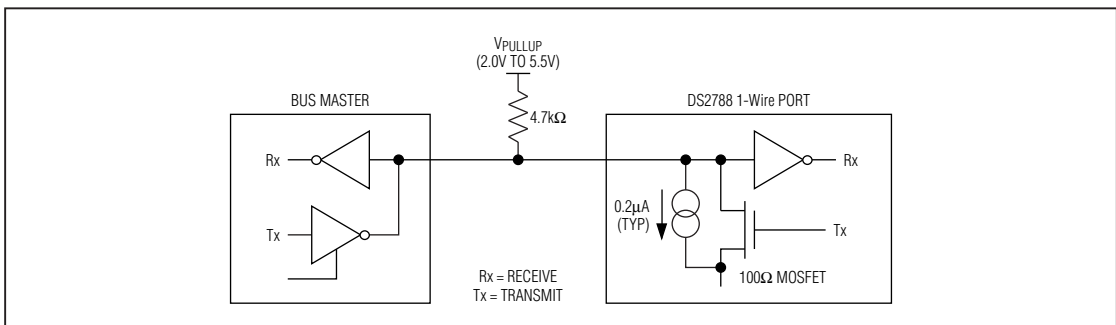 VPULLUP
(2.0V TO 5.5V)
BUS MASTER
DS2788 1-Wire PORT
4.7kΩ
Rx
Rx
0.2μA
(TYP)
Tx
Tx
Rx = RECEIVE
Tx = TRANSMIT
100Ω MOSFET